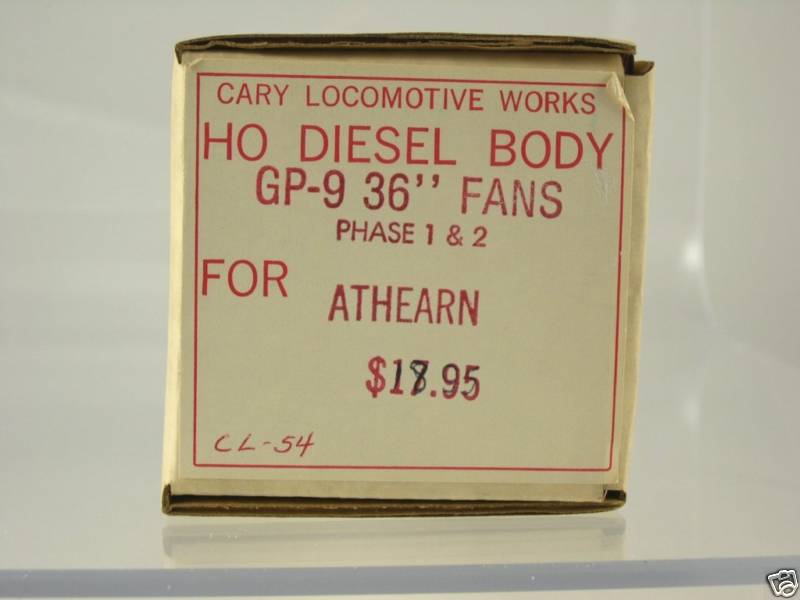 CARY LOCOMOTIVE WORKS
HO DIESEL BODY
GP-9 36'' FANS
PHASE 1 & 2
FOR ATHEARN
$18.95
CL-54